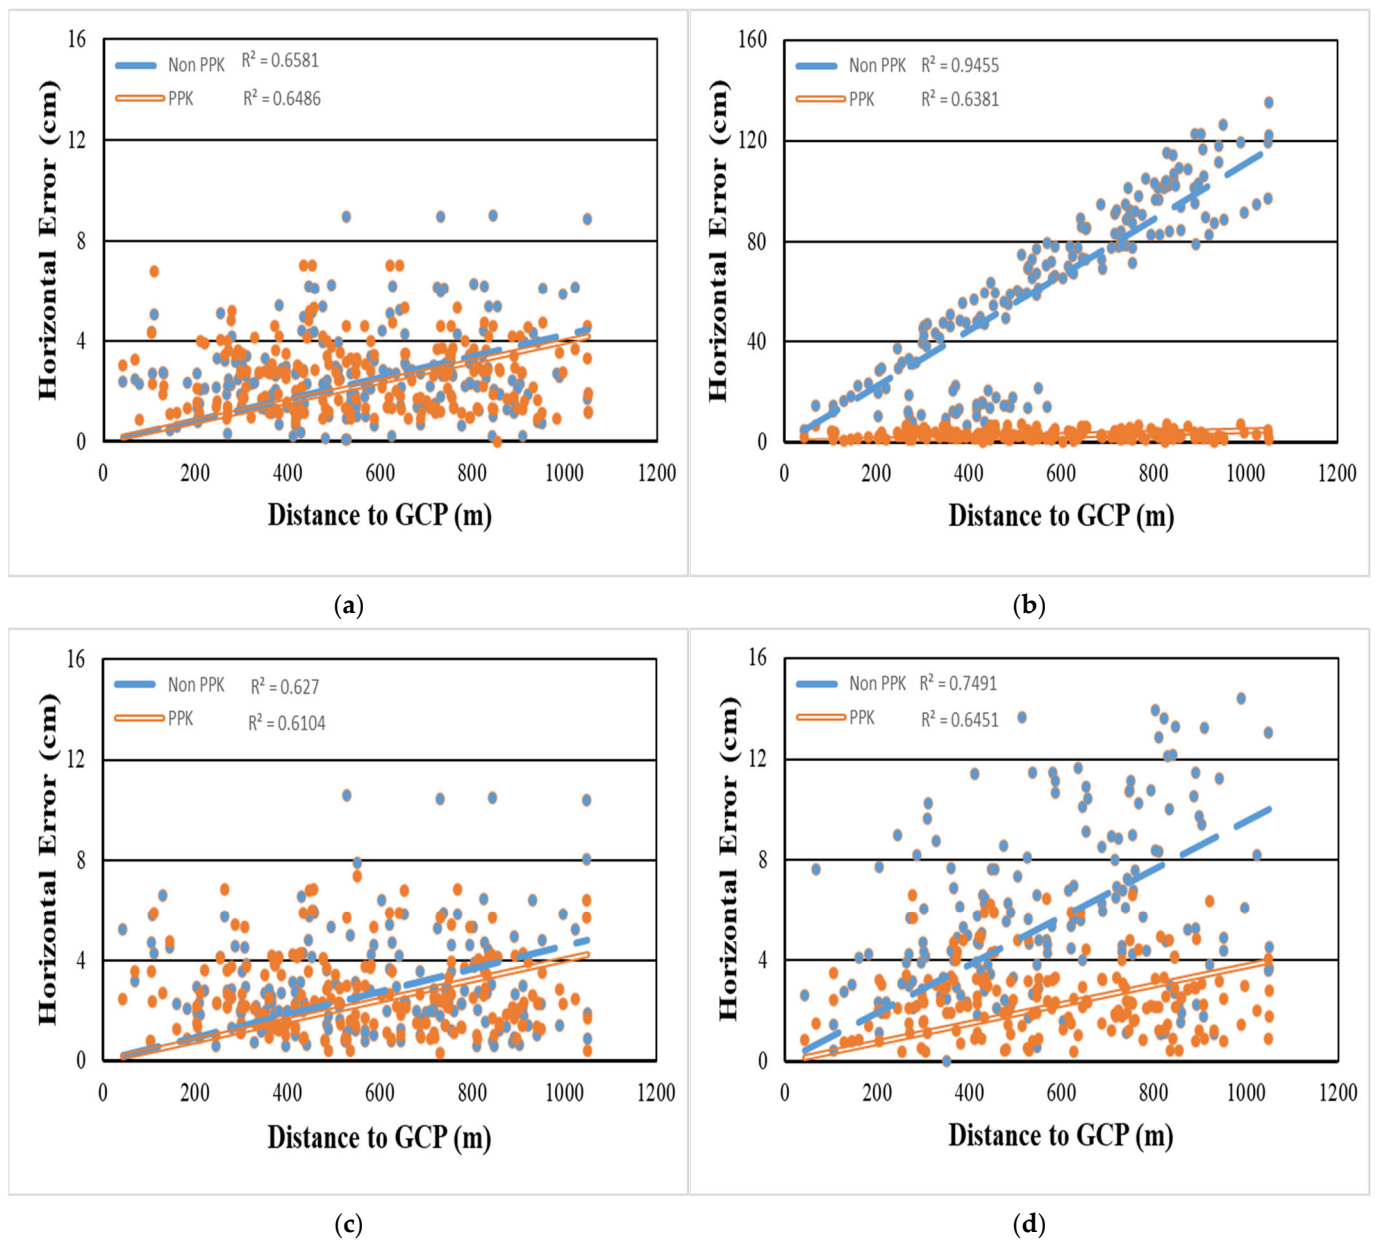 16
12
8
4
0
Horizontal Error (cm)
Non PPK R² = 0.6581
PPK R² = 0.6486
0 200 400 600 800 1000 1200
Distance to GCP (m)
(a)
160
120
80
40
0
Horizontal Error (cm)
Non PPK R² = 0.9455
PPK R² = 0.6381
0 200 400 600 800 1000 1200
Distance to GCP (m)
(b)
16
12
8
4
0
Horizontal Error (cm)
Non PPK R² = 0.627
PPK R² = 0.6104
0 200 400 600 800 1000 1200
Distance to GCP (m)
(c)
16
12
8
4
0
Horizontal Error (cm)
Non PPK R² = 0.7491
PPK R² = 0.6451
0 200 400 600 800 1000 1200
Distance to GCP (m)
(d)